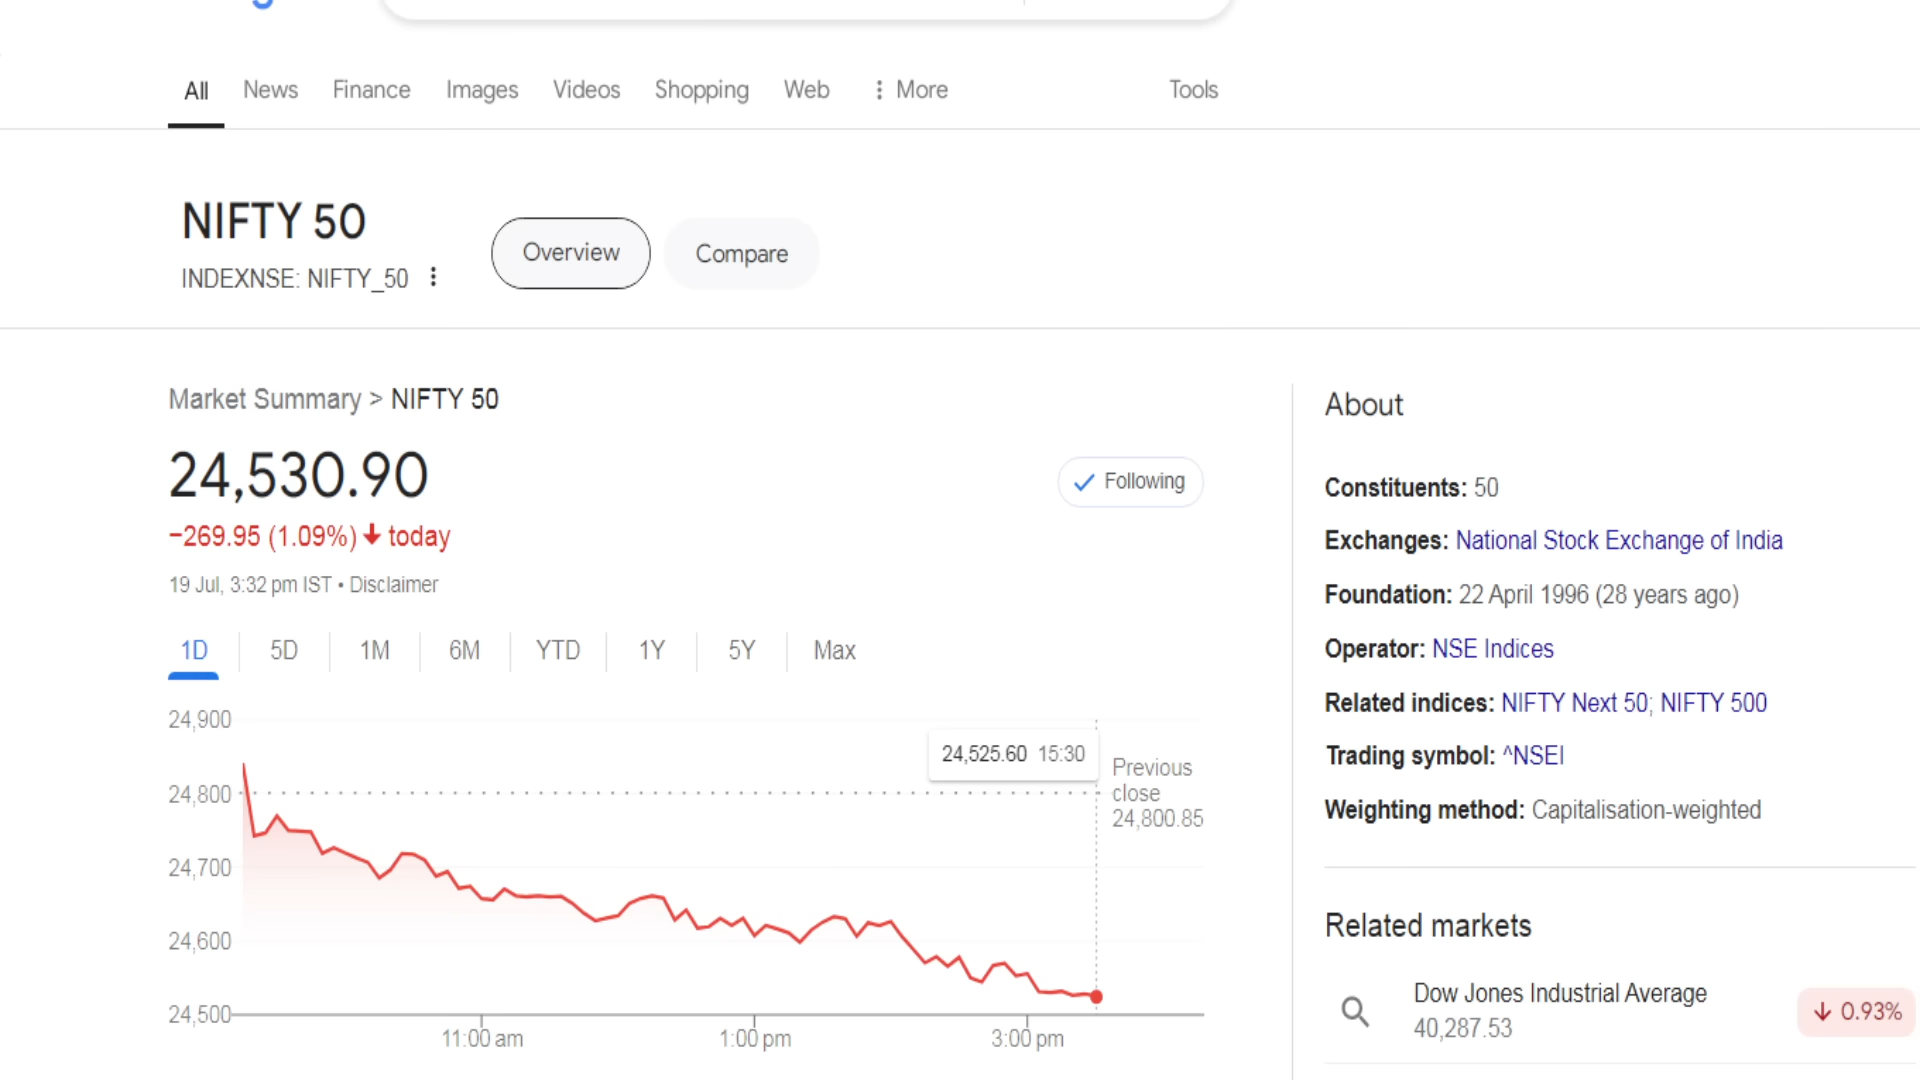 All News Finance Images Videos Shopping Web More Tools
NIFTY 50
INDEXNSE: NIFTY_50
Overview Compare
Market Summary > NIFTY 50
24,530.90
−269.95 (1.09%) ↓ today
Following
19 Jul, 3:32 pm IST • Disclaimer
1D 5D 1M 6M YTD 1Y 5Y Max
24,900
24,800
24,700
24,600
24,500
24,525.60 15:30
Previous
close
24,800.85
11:00 am 1:00 pm 3:00 pm
About
Constituents: 50
Exchanges: National Stock Exchange of India
Foundation: 22 April 1996 (28 years ago)
Operator: NSE Indices
Related indices: NIFTY Next 50; NIFTY 500
Trading symbol: ^NSEI
Weighting method: Capitalisation-weighted
Related markets
Dow Jones Industrial Average
40,287.53
↓ 0.93%